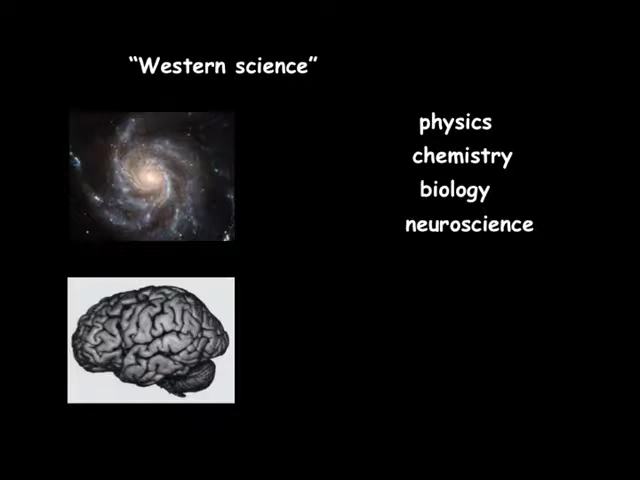 “Western science”
physics
chemistry
biology
neuroscience